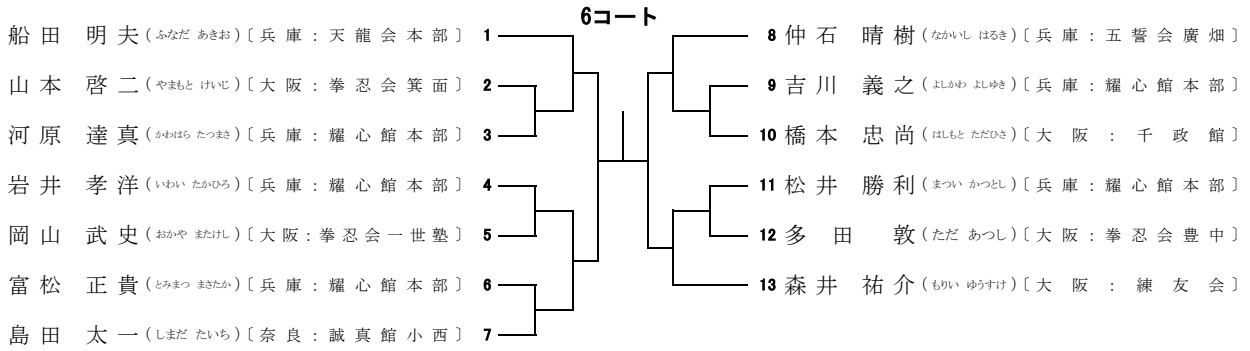 6コート
船田 明夫(ふなだ あきお)〔兵庫:天龍会本部〕 1
山本 啓二(やまもと けいじ)〔大阪:拳忍会箕面〕 2
河原 達真(かわはら たつまさ)〔兵庫:耀心館本部〕 3
岩井 孝洋(いわい たかひろ)〔兵庫:耀心館本部〕 4
岡山 武史(おかや またけし)〔大阪:拳忍会一世塾〕 5
富松 正貴(とみまつ まさたか)〔兵庫:耀心館本部〕 6
島田 太一(しまだ たいち)〔奈良:誠真館小西〕 7
8 仲石 晴樹(なかいし はるき)〔兵庫:五誓会廣畑〕
9 吉川 義之(よしかわ よしゆき)〔兵庫:耀心館本部〕
10 橋本 忠尚(はしもと ただひさ)〔大阪:千政館〕
11 松井 勝利(まつい かつとし)〔兵庫:耀心館本部〕
12 多田 敦(ただ あつし)〔大阪:拳忍会豊中〕
13 森井 祐介(もりい ゆうすけ)〔大阪:練友会〕